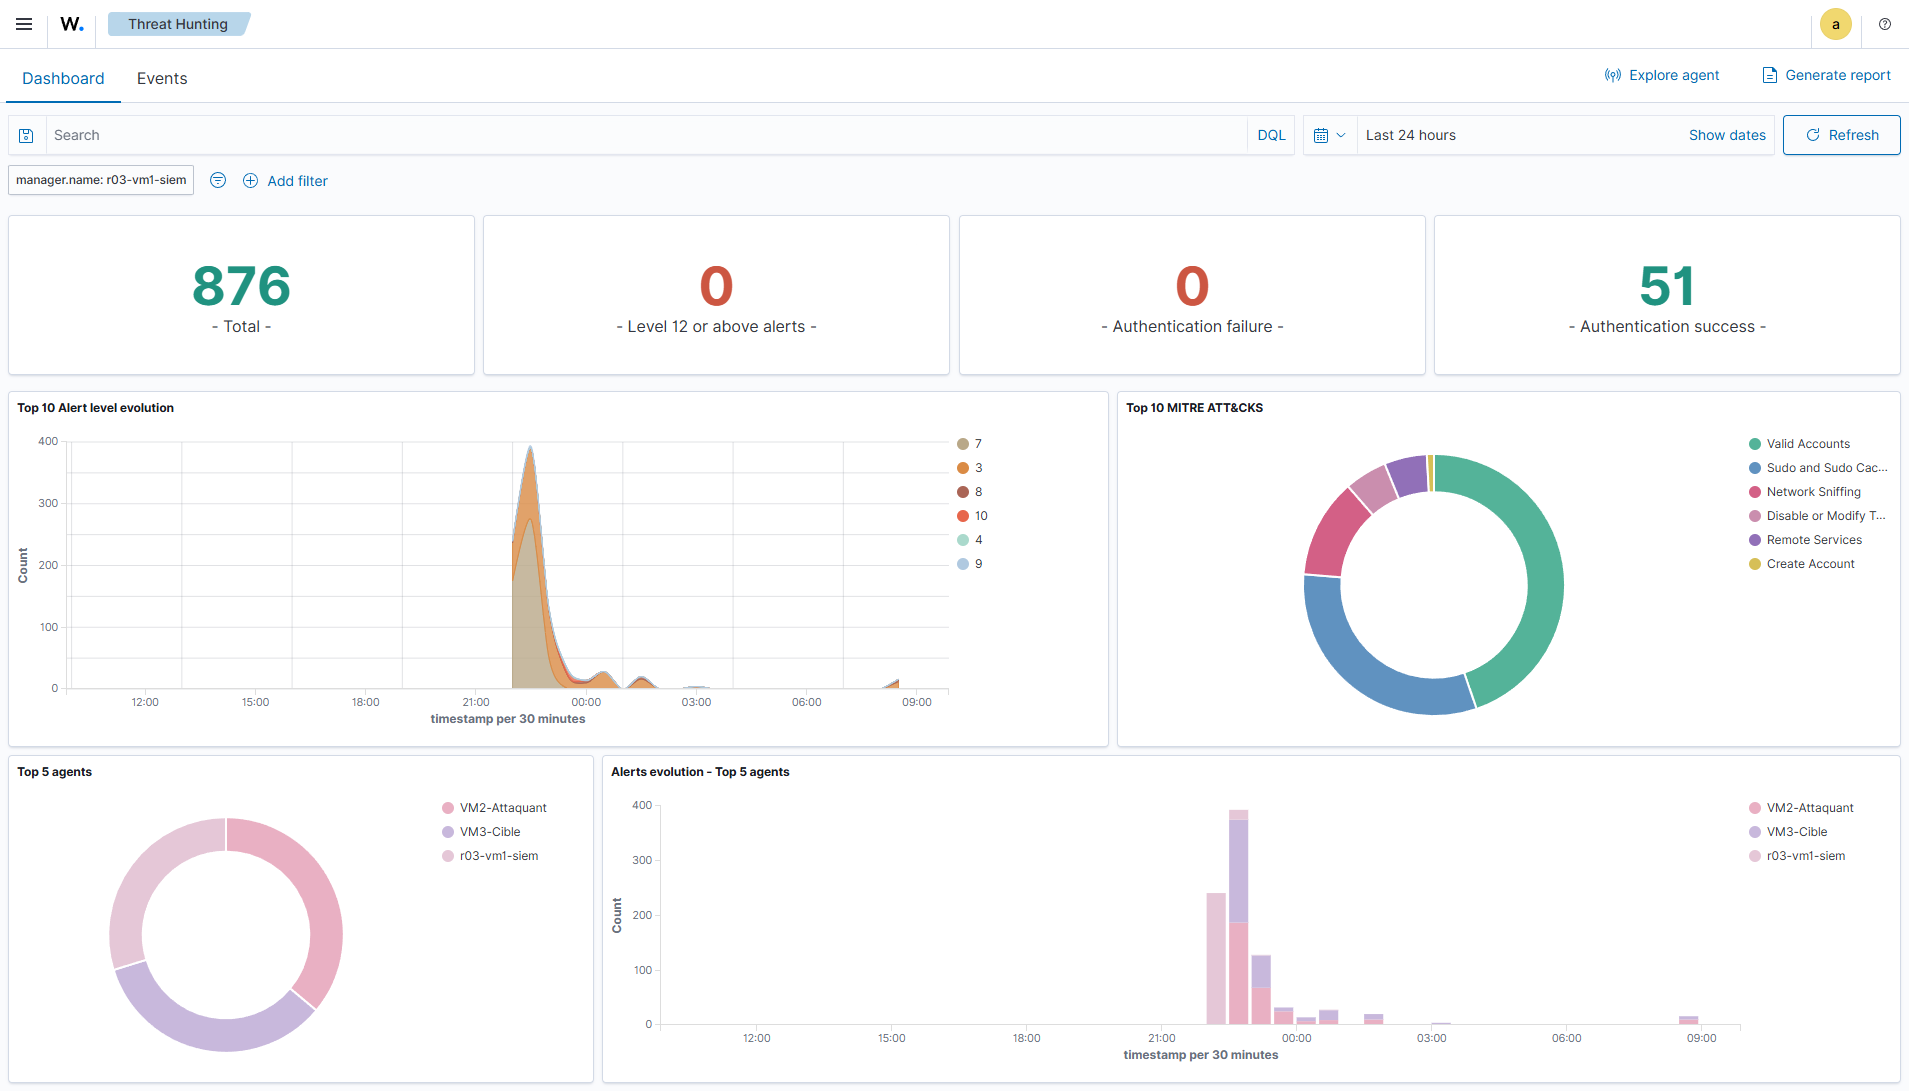 W. Threat Hunting a
Dashboard Events Explore agent Generate report
Search DQL Last 24 hours Show dates Refresh
manager.name: r03-vm1-siem Add filter
876 0 0 51
- Total - - Level 12 or above alerts - - Authentication failure - - Authentication success -
Top 10 Alert level evolution
400
300
200
100
0
Count
12:00 15:00 18:00 21:00 00:00 03:00 06:00 09:00
timestamp per 30 minutes
7
3
8
10
4
9
Top 10 MITRE ATT&CKS
Valid Accounts
Sudo and Sudo Cac...
Network Sniffing
Disable or Modify T...
Remote Services
Create Account
Top 5 agents
VM2-Attaquant
VM3-Cible
r03-vm1-siem
Alerts evolution - Top 5 agents
400
300
200
100
0
Count
12:00 15:00 18:00 21:00 00:00 03:00 06:00 09:00
timestamp per 30 minutes
VM2-Attaquant
VM3-Cible
r03-vm1-siem